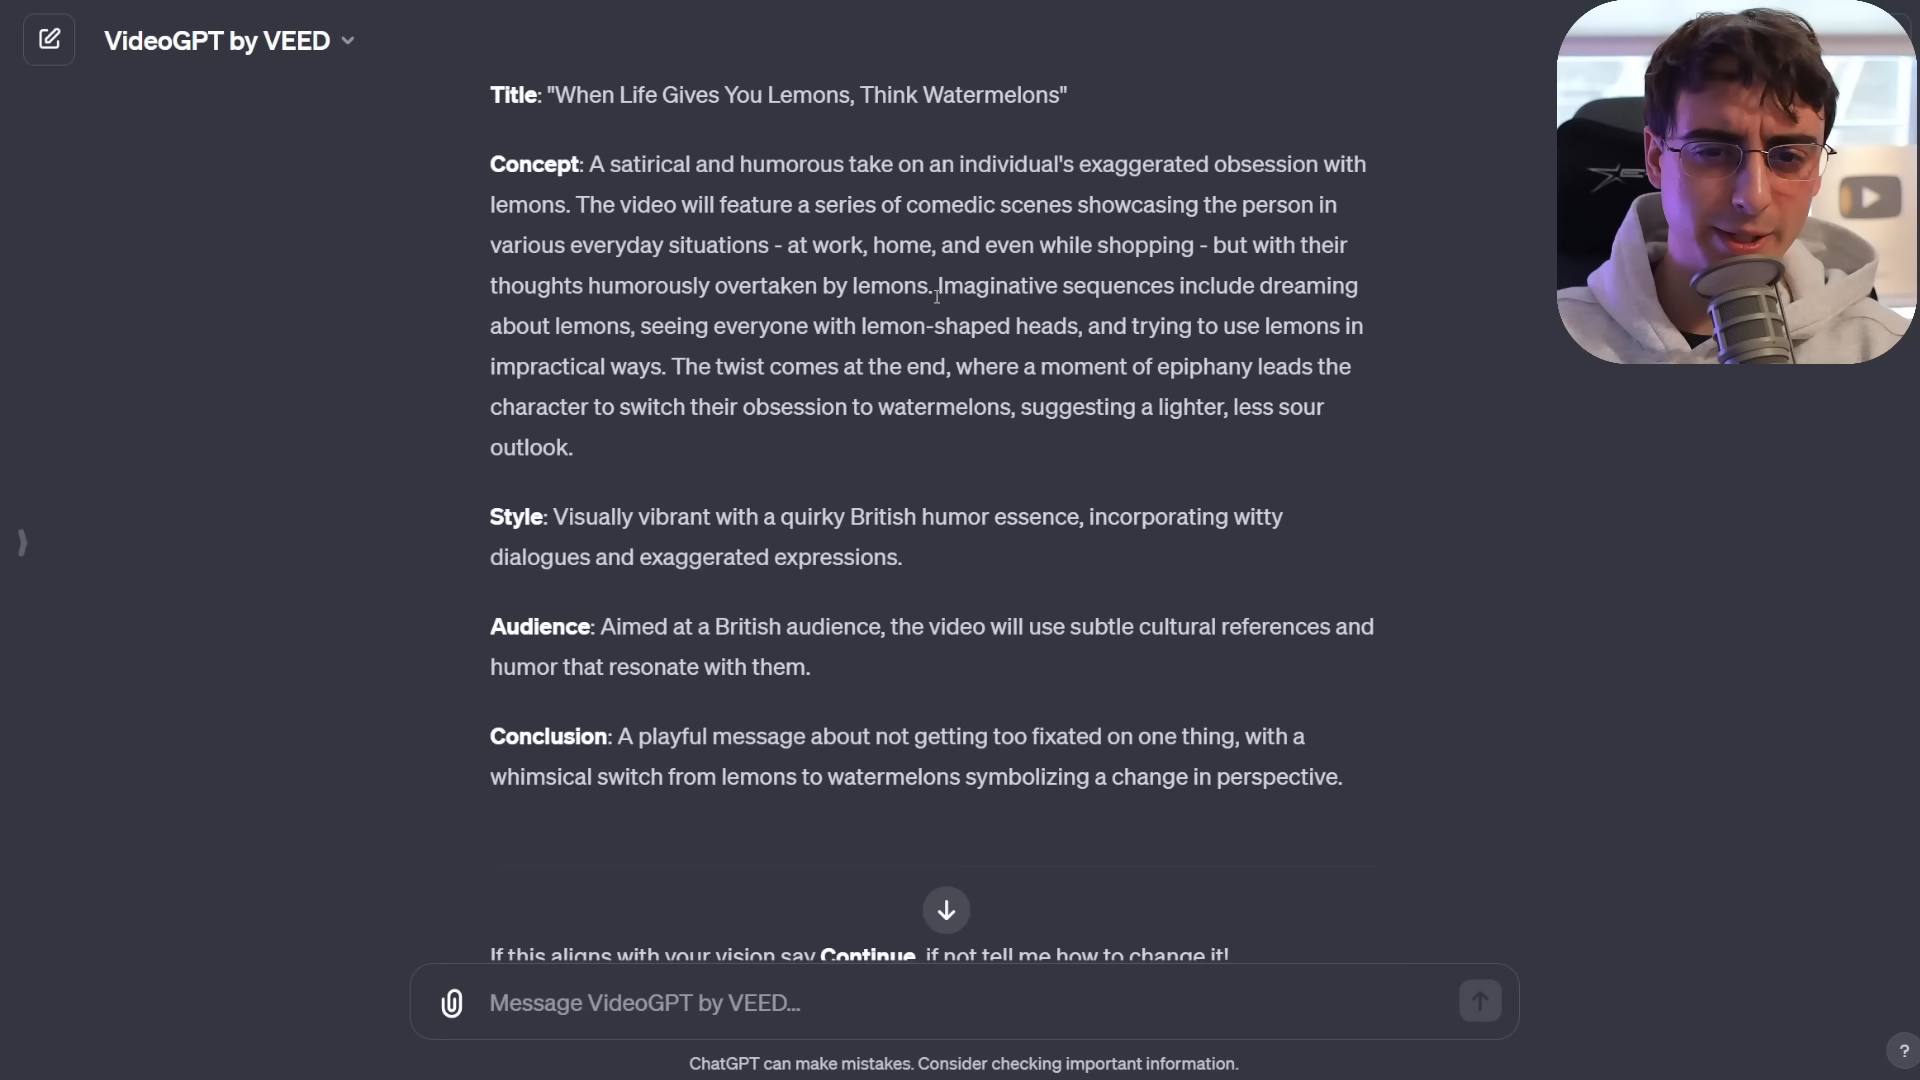 VideoGPT by VEED
Title: "When Life Gives You Lemons, Think Watermelons"
Concept: A satirical and humorous take on an individual's exaggerated obsession with
lemons. The video will feature a series of comedic scenes showcasing the person in
various everyday situations - at work, home, and even while shopping - but with their
thoughts humorously overtaken by lemons. Imaginative sequences include dreaming
about lemons, seeing everyone with lemon-shaped heads, and trying to use lemons in
impractical ways. The twist comes at the end, where a moment of epiphany leads the
character to switch their obsession to watermelons, suggesting a lighter, less sour
outlook.
Style: Visually vibrant with a quirky British humor essence, incorporating witty
dialogues and exaggerated expressions.
Audience: Aimed at a British audience, the video will use subtle cultural references and
humor that resonate with them.
Conclusion: A playful message about not getting too fixated on one thing, with a
whimsical switch from lemons to watermelons symbolizing a change in perspective.
If this aligns with your vision say Continue, if not tell me how to change it!
Message VideoGPT by VEED...
ChatGPT can make mistakes. Consider checking important information.
?